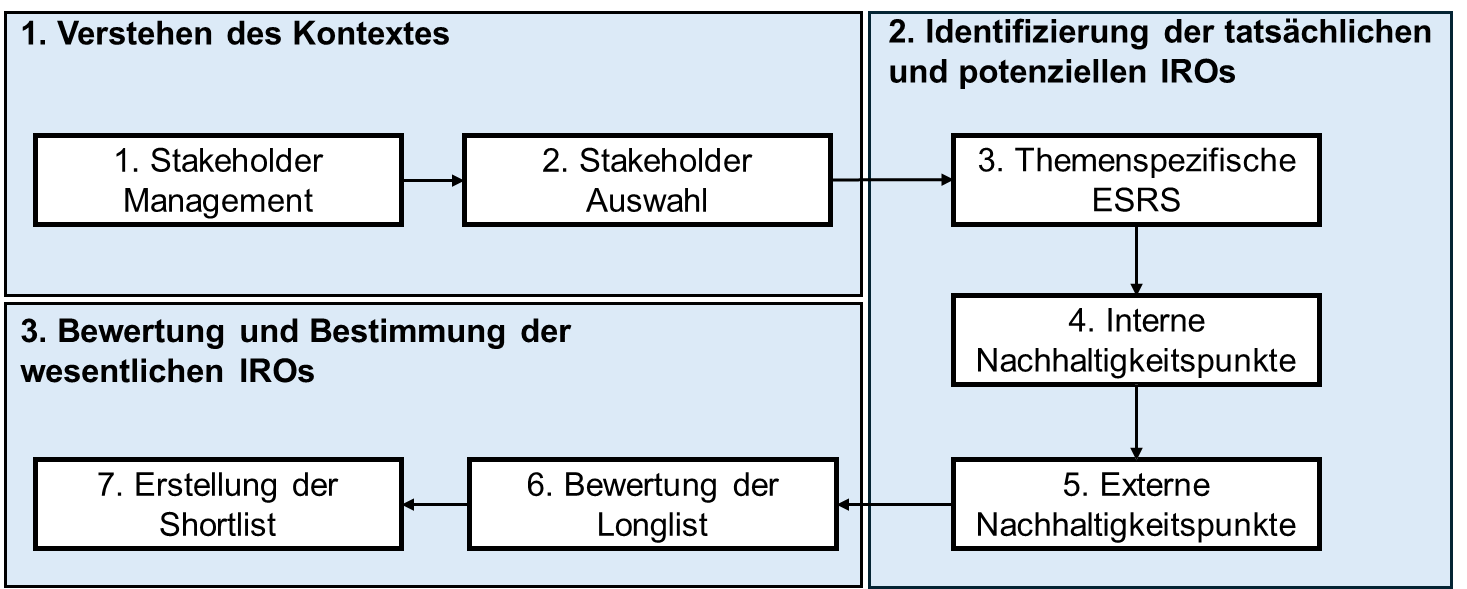 1. Verstehen des Kontextes
1. Stakeholder
Management
2. Stakeholder
Auswahl
2. Identifizierung der tatsächlichen
und potenziellen IROs
3. Themenspezifische
ESRS
4. Interne
Nachhaltigkeitspunkte
5. Externe
Nachhaltigkeitspunkte
3. Bewertung und Bestimmung der
wesentlichen IROs
6. Bewertung der
Longlist
7. Erstellung der
Shortlist